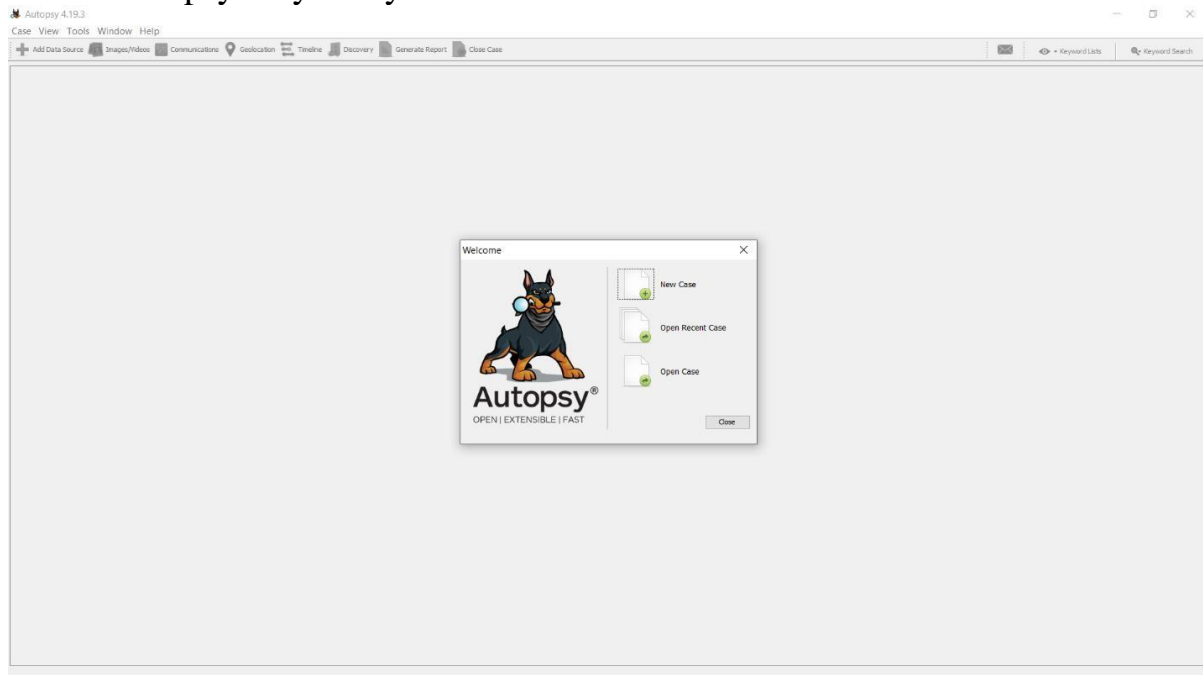 Autopsy 4.19.3
Case View Tools Window Help
Add Data Source Images/Videos Communications Geolocation Timeline Discovery Generate Report Close Case Keyword Lists Keyword Search
Welcome
New Case
Open Recent Case
Open Case
Autopsy®
OPEN | EXTENSIBLE | FAST
Close